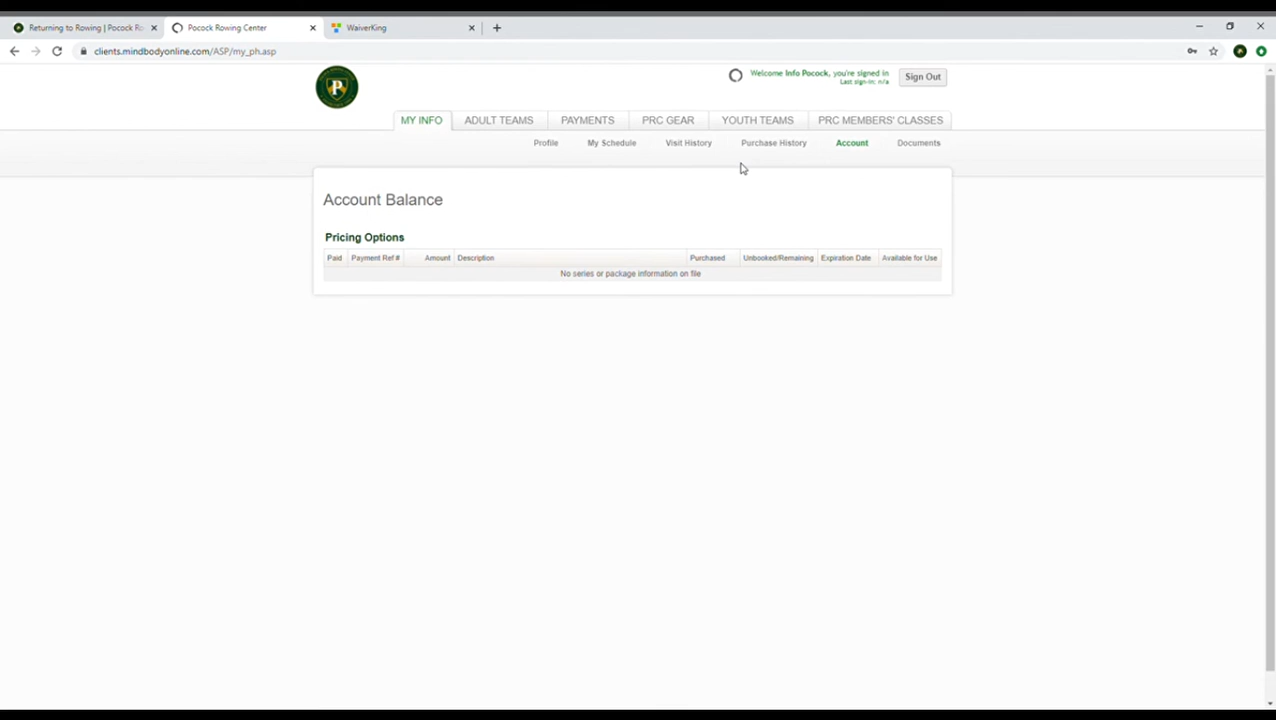 Returning to Rowing | Pocock Ro
Pocock Rowing Center
WaiverKing
clients.mindbodyonline.com/ASP/my_ph.asp
P
Welcome Info Pocock, you're signed in
Last sign-in: n/a
Sign Out
MY INFO ADULT TEAMS PAYMENTS PRC GEAR YOUTH TEAMS PRC MEMBERS' CLASSES
Profile My Schedule Visit History Purchase History Account Documents
Account Balance
Pricing Options
Paid Payment Ref # Amount Description Purchased Unbooked/Remaining Expiration Date Available for Use
No series or package information on file